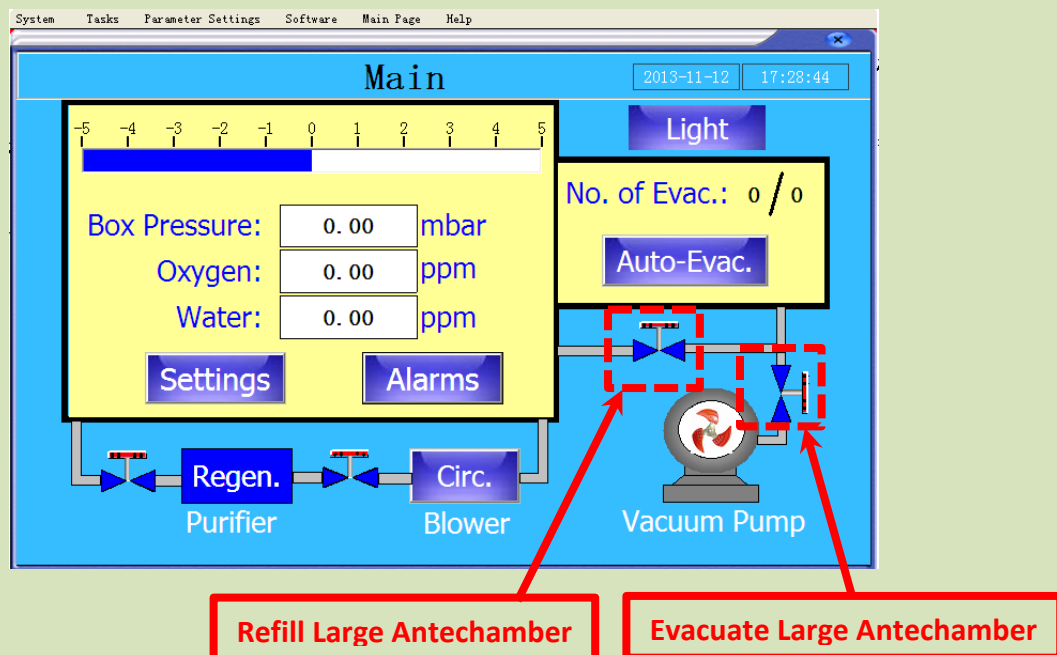 System Tasks Parameter Settings Software Main Page Help
Main
2013-11-12 17:28:44
-5 -4 -3 -2 -1 0 1 2 3 4 5
Light
No. of Evac.: 0 / 0
Auto-Evac.
Box Pressure: 0.00 mbar
Oxygen: 0.00 ppm
Water: 0.00 ppm
Settings Alarms
Regen. Circ.
Purifier Blower Vacuum Pump
Refill Large Antechamber
Evacuate Large Antechamber